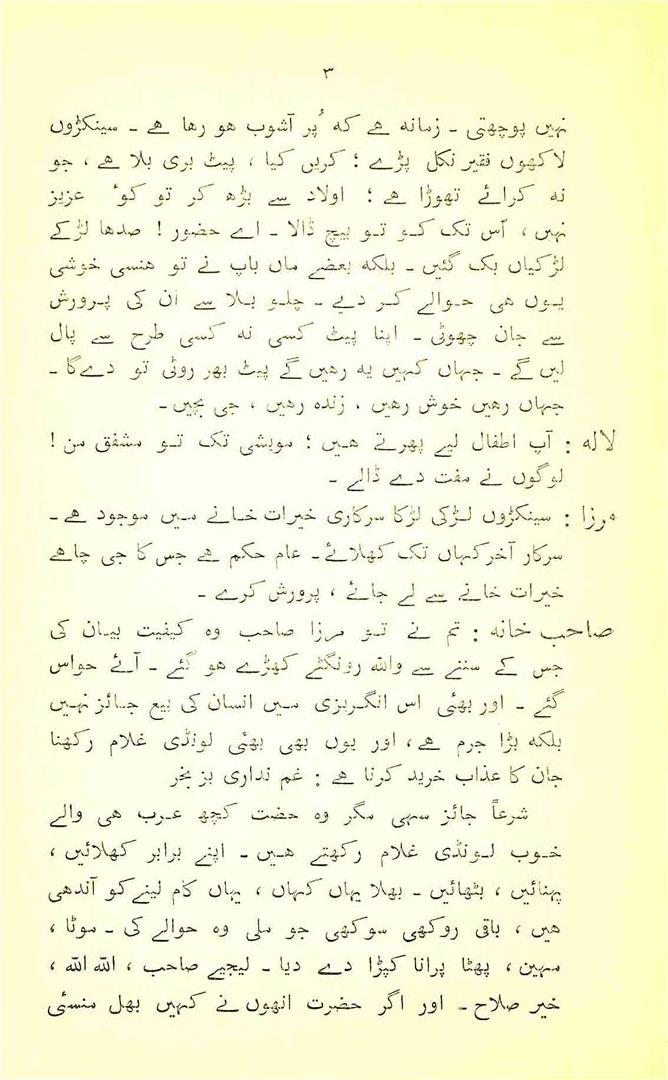 ۳
نہیں پوچھتی ۔ زمانہ ہے کہ پُر آشوب ہو رہا ہے ۔ سینکڑوں
لاکھوں فقیر نکل پڑے ؛ کریں کیا ، پیٹ بری بلا ہے ، جو
نہ کرائے تھوڑا ہے ؛ اولاد سے بڑھ کر تو کوئ عزیز
نہیں ، اُس تک کو تو بیچ ڈالا ۔ اے حضور ! صدہا لڑکے
لڑکیاں بک گئیں ۔ بلکہ بعضے ماں باپ نے تو ہنسی خوشی
یوں ہی حوالے کر دیے ۔ چلو بلا سے ان کی پرورش
سے جان چھوٹی ۔ اپنا پیٹ کسی نہ کسی طرح سے پال
لیں گے ۔ جہاں کہیں یہ رہیں گے پیٹ بھر روٹی تو دے گا ۔
جہاں رہیں خوش رہیں ، زندہ رہیں ، جی بچیں ۔
لالہ : آپ اطفال لیے پھرتے ہیں ؛ مویشی تک تو مشفق من !
لوگوں نے مفت دے ڈالے ۔
مرزا : سینکڑوں لڑکی لڑکا سرکاری خیرات خانے میں موجود ہے ۔
سرکار آخر کہاں تک کھلائے ۔ عام حکم ہے جس کا جی چاہے
خیرات خانے سے لے جائے ، پرورش کرے ۔
صاحب خانہ : تم نے تو مرزا صاحب وہ کیفیت بیان کی
جس کے سننے سے واللہ رونگٹے کھڑے ہو گئے ۔ آئے حواس
گئے ۔ اور بھئی اس انگریزی میں انسان کی بیع جائز نہیں
بلکہ بڑا جرم ہے ، اور یوں بھی بھئی لونڈی غلام رکھنا
جان کا عذاب خرید کرنا ہے : غم نداری بز بخر
شرعاً جائز سہی مگر وہ حضت کچھ عرب ہی والے
خوب لونڈی غلام رکھتے ہیں ۔ اپنے برابر کھلائیں ،
پہنائیں ، بٹھائیں ۔ بھلا یہاں کہاں ، یہاں کام لینے کو آندھی
ہیں ، باقی روکھی سوکھی جو ملی وہ حوالے کی ۔ موٹا ،
مہین ، پھٹا پرانا کپڑا دے دیا ۔ لیجیے صاحب ، اللہ اللہ ،
خیر صلاح ۔ اور اگر حضرت انھوں نے کہیں بھل منسئی